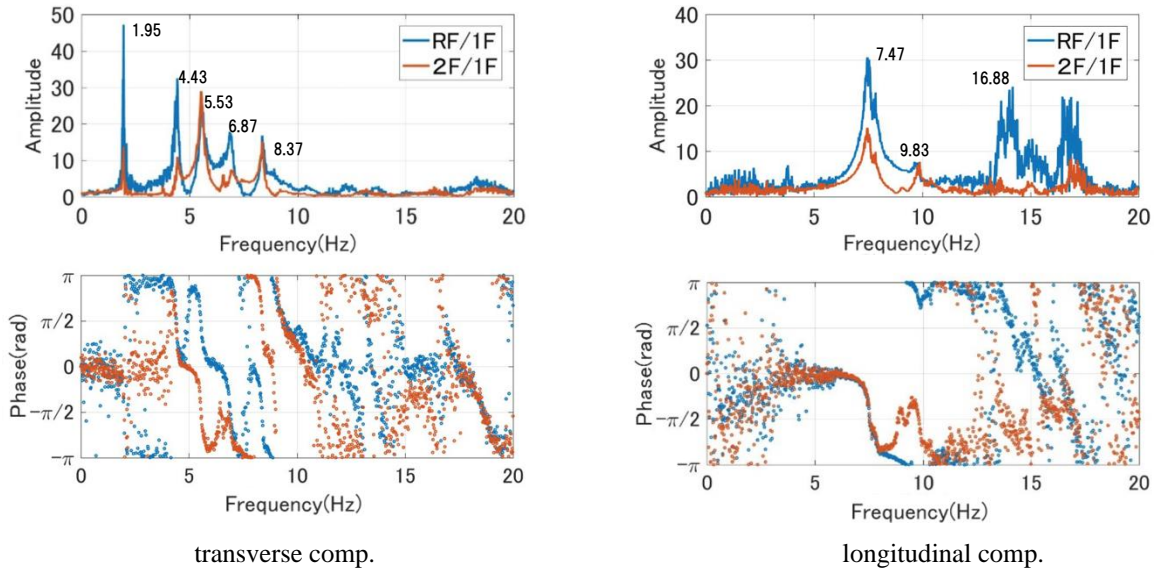 50
40
30
20
10
0
Amplitude
1.95
4.43
5.53
6.87
8.37
RF/1F
2F/1F
0 5 10 15 20
Frequency(Hz)
π
π/2
0
-π/2
-π
Phase(rad)
0 5 10 15 20
Frequency(Hz)
transverse comp.
40
30
20
10
0
Amplitude
7.47
9.83
16.88
RF/1F
2F/1F
0 5 10 15 20
Frequency(Hz)
π
π/2
0
-π/2
-π
Phase(rad)
0 5 10 15 20
Frequency(Hz)
longitudinal comp.